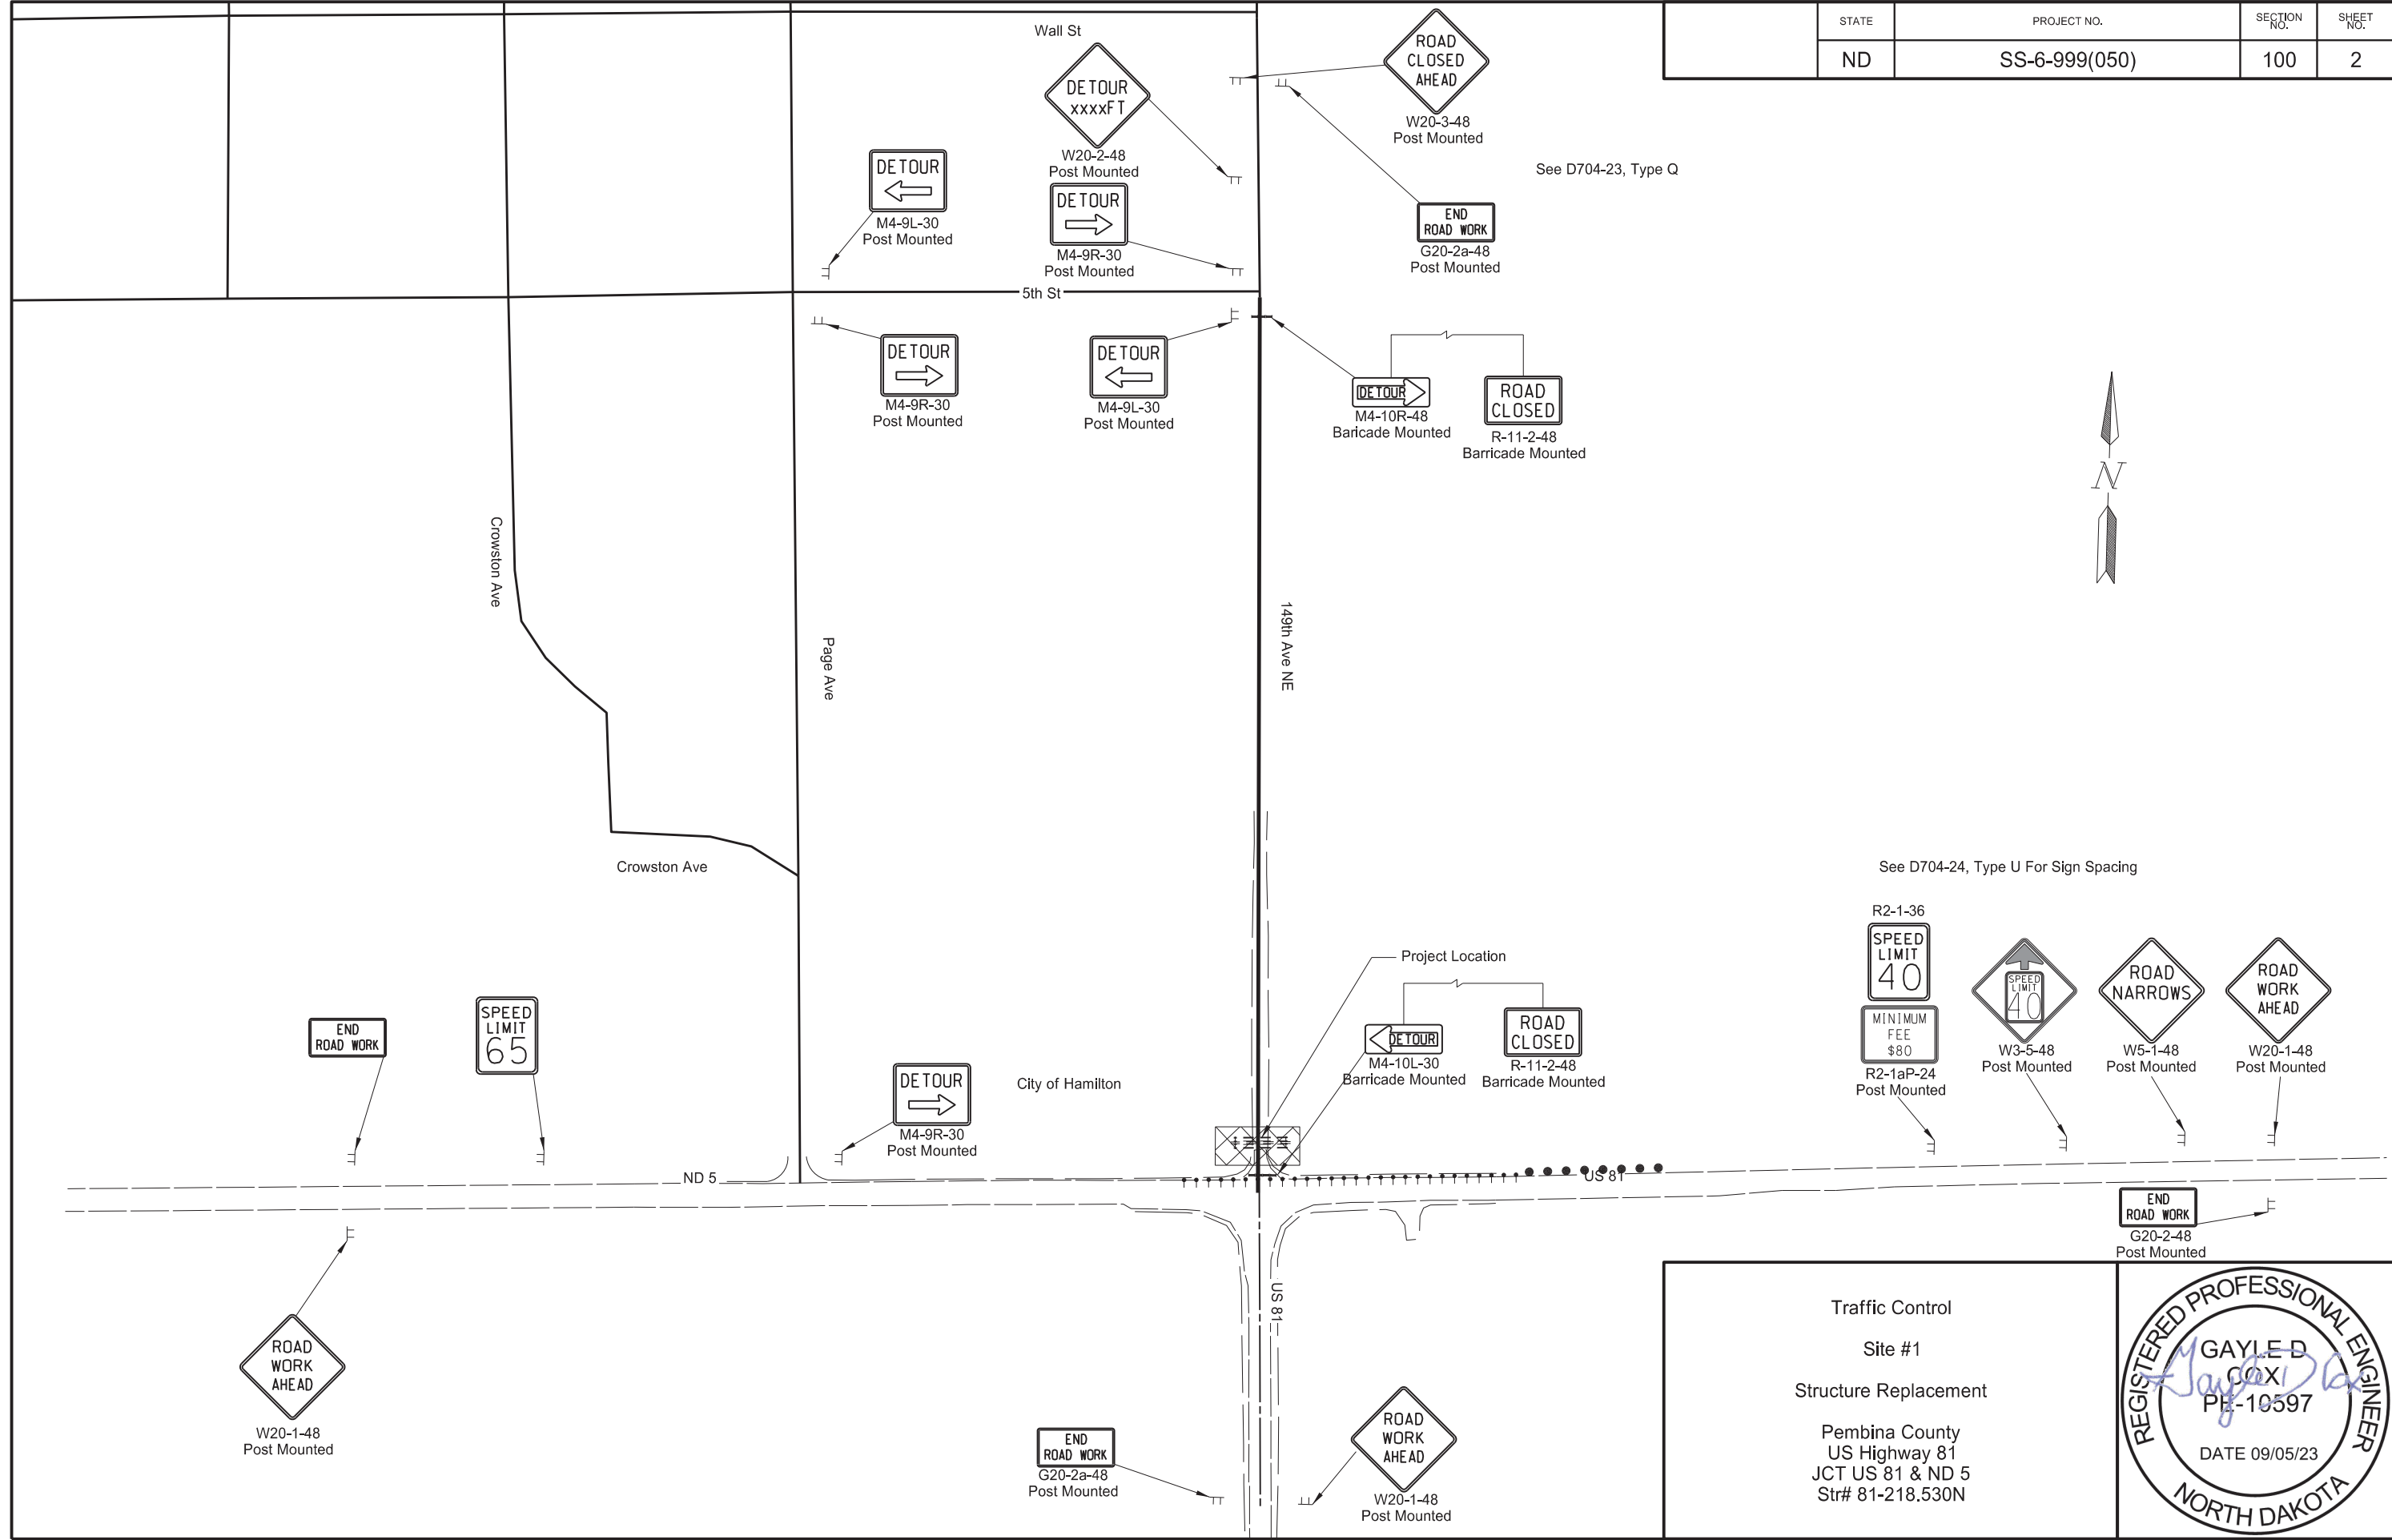 STATE
PROJECT NO.
SECTION
NO.
SHEET
NO.
ND
SS-6-999(050)
100
2
Wall St
DETOUR
xxxxFT
W20-2-48
Post Mounted
ROAD
CLOSED
AHEAD
W20-3-48
Post Mounted
See D704-23, Type Q
DETOUR
M4-9L-30
Post Mounted
DETOUR
M4-9R-30
Post Mounted
END
ROAD WORK
G20-2a-48
Post Mounted
5th St
DETOUR
M4-9R-30
Post Mounted
DETOUR
M4-9L-30
Post Mounted
DETOUR
M4-10R-48
Baricade Mounted
ROAD
CLOSED
R-11-2-48
Barricade Mounted
N
Crowston Ave
Page Ave
149th Ave NE
Crowston Ave
See D704-24, Type U For Sign Spacing
R2-1-36
SPEED
LIMIT
40
MINIMUM
FEE
$80
R2-1aP-24
Post Mounted
SPEED
LIMIT
40
W3-5-48
Post Mounted
ROAD
NARROWS
W5-1-48
Post Mounted
ROAD
WORK
AHEAD
W20-1-48
Post Mounted
Project Location
DETOUR
M4-10L-30
Barricade Mounted
ROAD
CLOSED
R-11-2-48
Barricade Mounted
END
ROAD WORK
SPEED
LIMIT
65
DETOUR
M4-9R-30
Post Mounted
City of Hamilton
ND 5
US 81
END
ROAD WORK
G20-2-48
Post Mounted
US 81
ROAD
WORK
AHEAD
W20-1-48
Post Mounted
END
ROAD WORK
G20-2a-48
Post Mounted
ROAD
WORK
AHEAD
W20-1-48
Post Mounted
Traffic Control
Site #1
Structure Replacement
Pembina County
US Highway 81
JCT US 81 & ND 5
Str# 81-218.530N
REGISTERED PROFESSIONAL ENGINEER
GAYLE D
COX
PE-10597
Gayle D Cox
DATE 09/05/23
NORTH DAKOTA